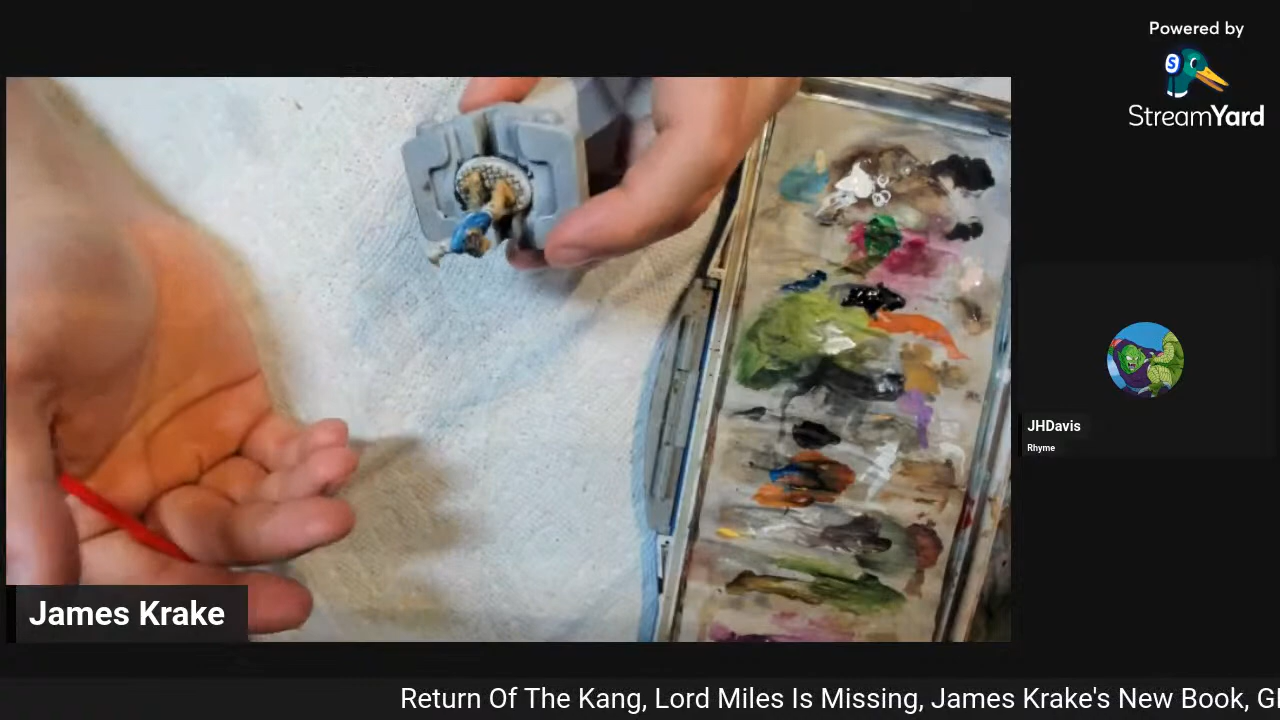 Powered by
StreamYard
JHDavis
Rhyme
James Krake
Return Of The Kang, Lord Miles Is Missing, James Krake's New Book,